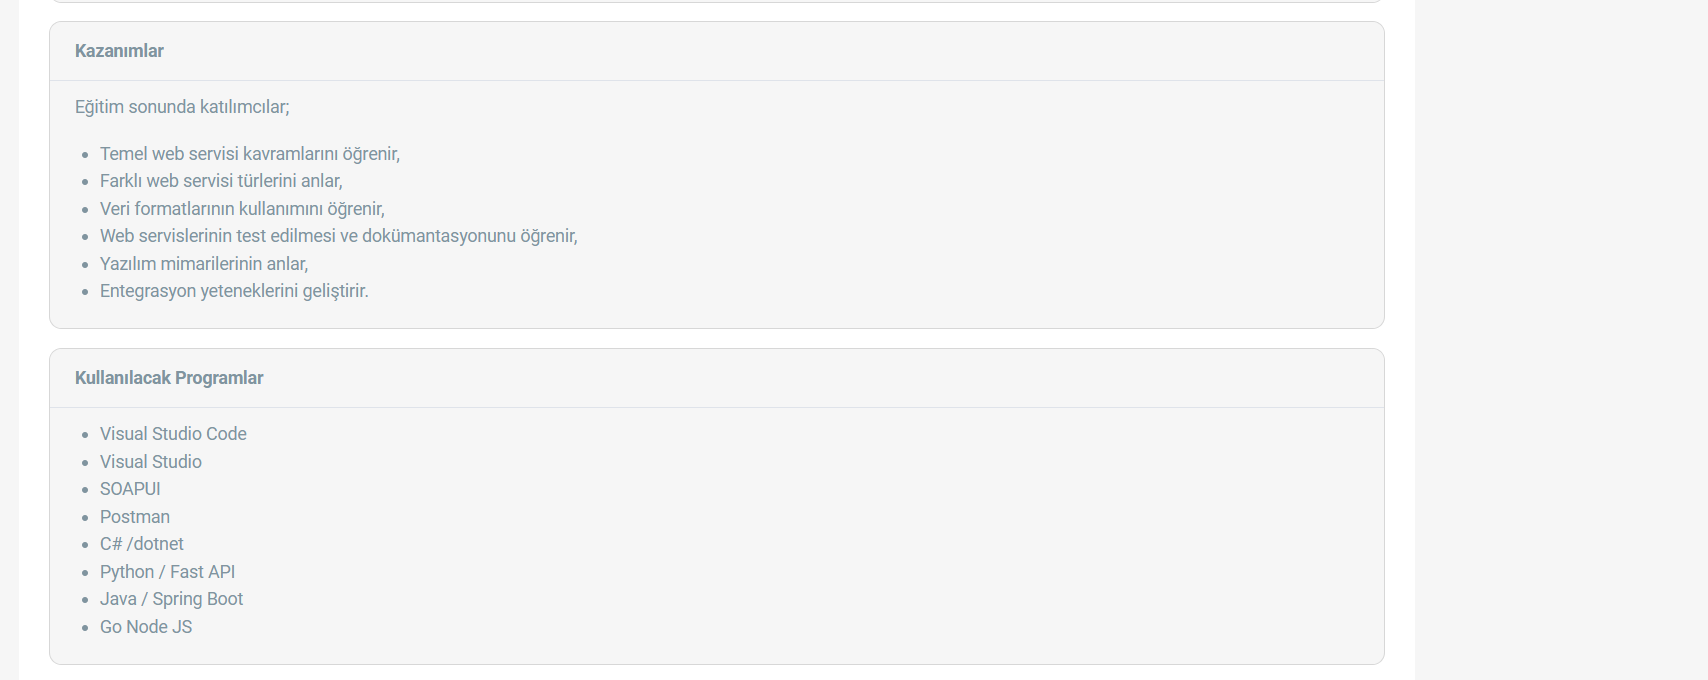 Kazanımlar
Eğitim sonunda katılımcılar;
Temel web servisi kavramlarını öğrenir,
Farklı web servisi türlerini anlar,
Veri formatlarının kullanımını öğrenir,
Web servislerinin test edilmesi ve dokümantasyonunu öğrenir,
Yazılım mimarilerinin anlar,
Entegrasyon yeteneklerini geliştirir.
Kullanılacak Programlar
Visual Studio Code
Visual Studio
SOAPUI
Postman
C# /dotnet
Python / Fast API
Java / Spring Boot
Go Node JS